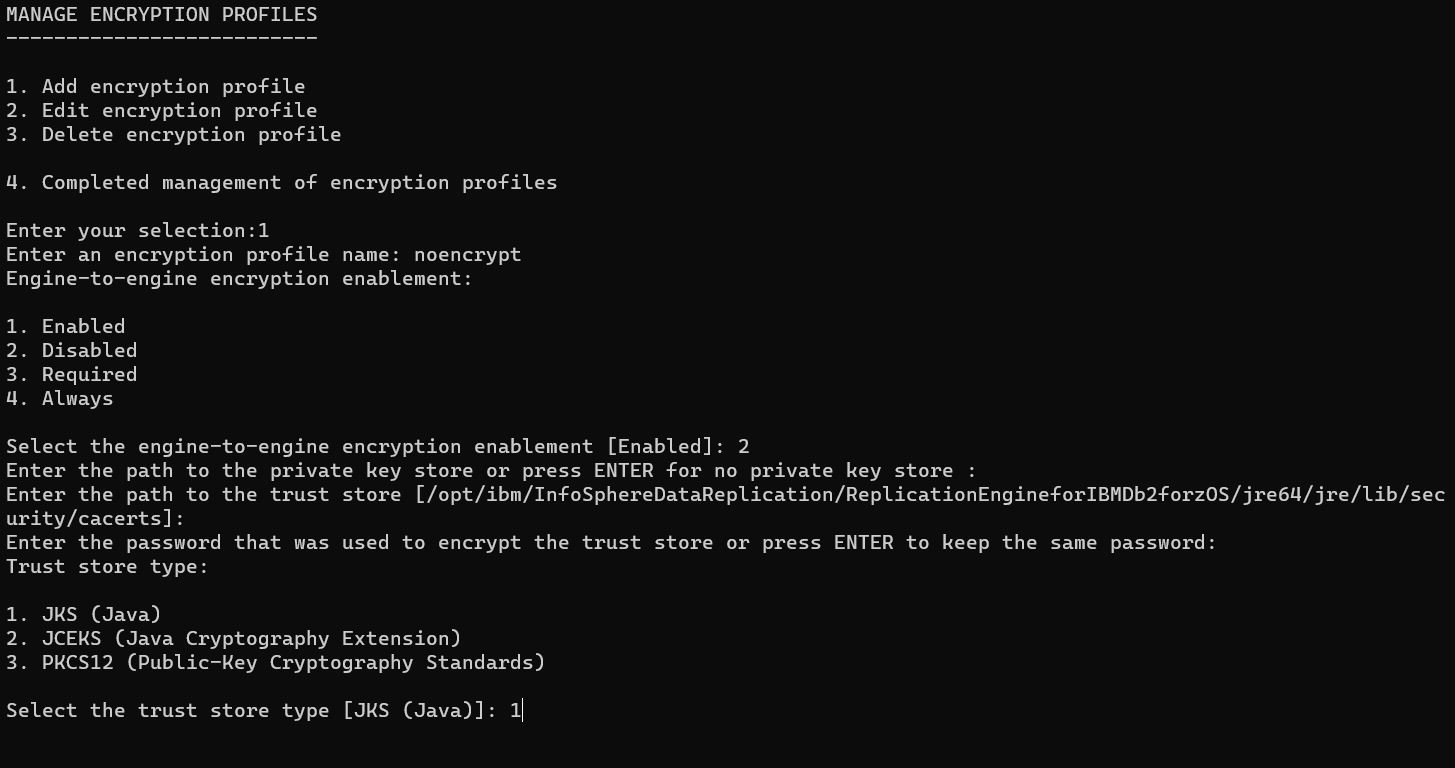 MANAGE ENCRYPTION PROFILES
--------------------------
1. Add encryption profile
2. Edit encryption profile
3. Delete encryption profile
4. Completed management of encryption profiles
Enter your selection:1
Enter an encryption profile name: noencrypt
Engine-to-engine encryption enablement:
1. Enabled
2. Disabled
3. Required
4. Always
Select the engine-to-engine encryption enablement [Enabled]: 2
Enter the path to the private key store or press ENTER for no private key store :
Enter the path to the trust store [/opt/ibm/InfoSphereDataReplication/ReplicationEngineforIBMDb2forzOS/jre64/jre/lib/sec
urity/cacerts]:
Enter the password that was used to encrypt the trust store or press ENTER to keep the same password:
Trust store type:
1. JKS (Java)
2. JCEKS (Java Cryptography Extension)
3. PKCS12 (Public-Key Cryptography Standards)
Select the trust store type [JKS (Java)]: 1